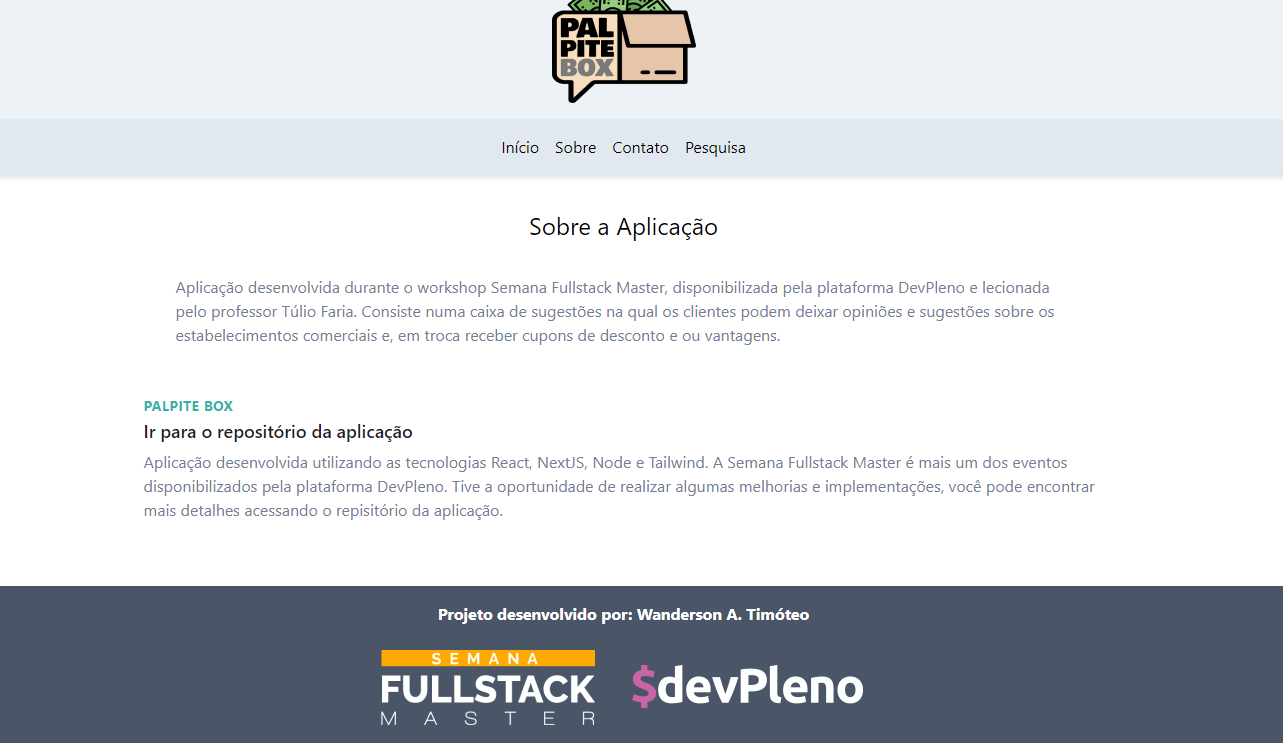 PAL
PITE
BOX
Início Sobre Contato Pesquisa
Sobre a Aplicação
Aplicação desenvolvida durante o workshop Semana Fullstack Master, disponibilizada pela plataforma DevPleno e lecionada
pelo professor Túlio Faria. Consiste numa caixa de sugestões na qual os clientes podem deixar opiniões e sugestões sobre os
estabelecimentos comerciais e, em troca receber cupons de desconto e ou vantagens.
PALPITE BOX
Ir para o repositório da aplicação
Aplicação desenvolvida utilizando as tecnologias React, NextJS, Node e Tailwind. A Semana Fullstack Master é mais um dos eventos
disponibilizados pela plataforma DevPleno. Tive a oportunidade de realizar algumas melhorias e implementações, você pode encontrar
mais detalhes acessando o repisitório da aplicação.
Projeto desenvolvido por: Wanderson A. Timóteo
SEMANA
FULLSTACK
MASTER
$devPleno